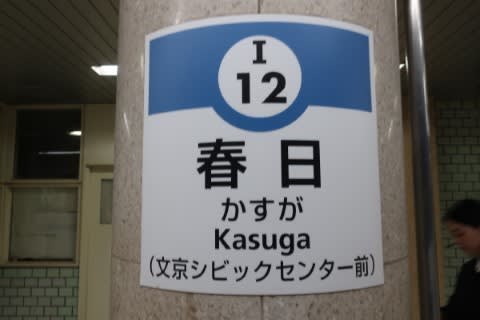 I
12
春日
かすが
Kasuga
(文京シビックセンター前)